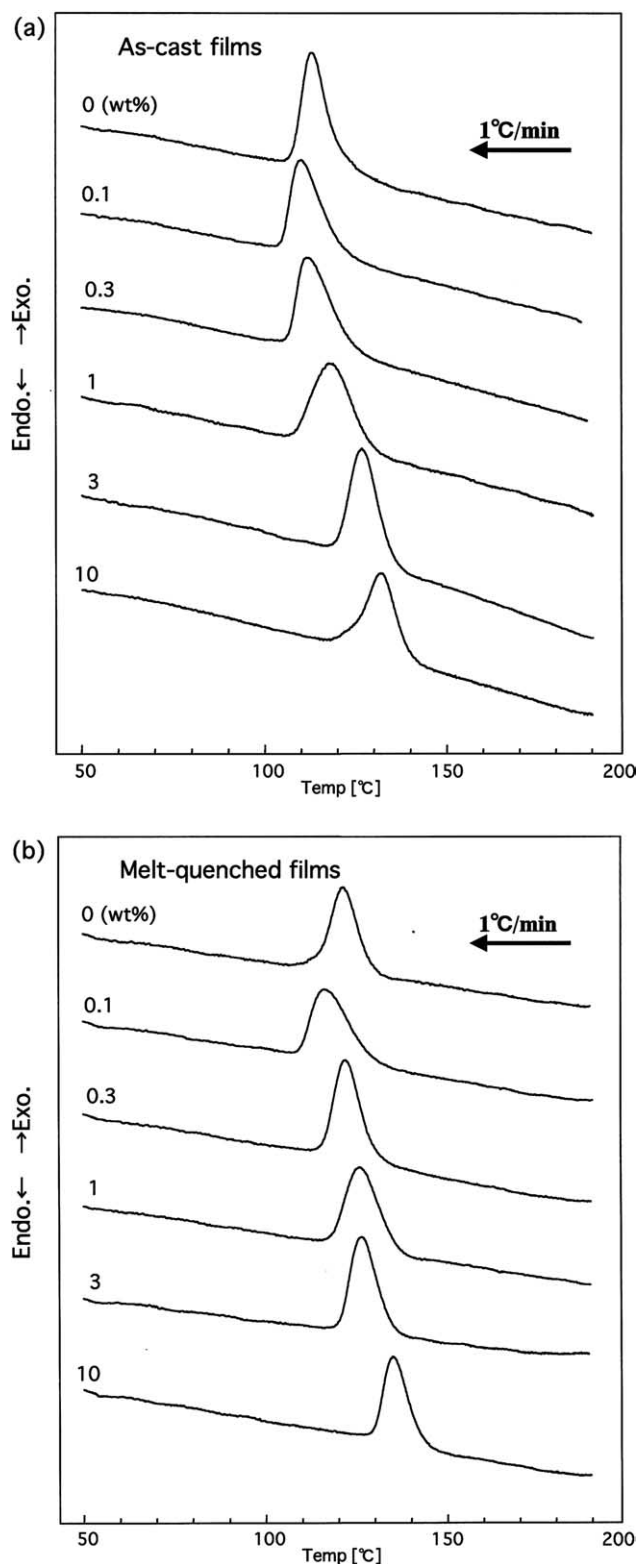 (a)
As-cast films
0 (wt%)
1℃/min
0.1
0.3
1
3
10
Endo.← →Exo.
50 100 150 200
Temp [℃]
(b)
Melt-quenched films
0 (wt%)
1℃/min
0.1
0.3
1
3
10
Endo.← →Exo.
50 100 150 200
Temp [℃]